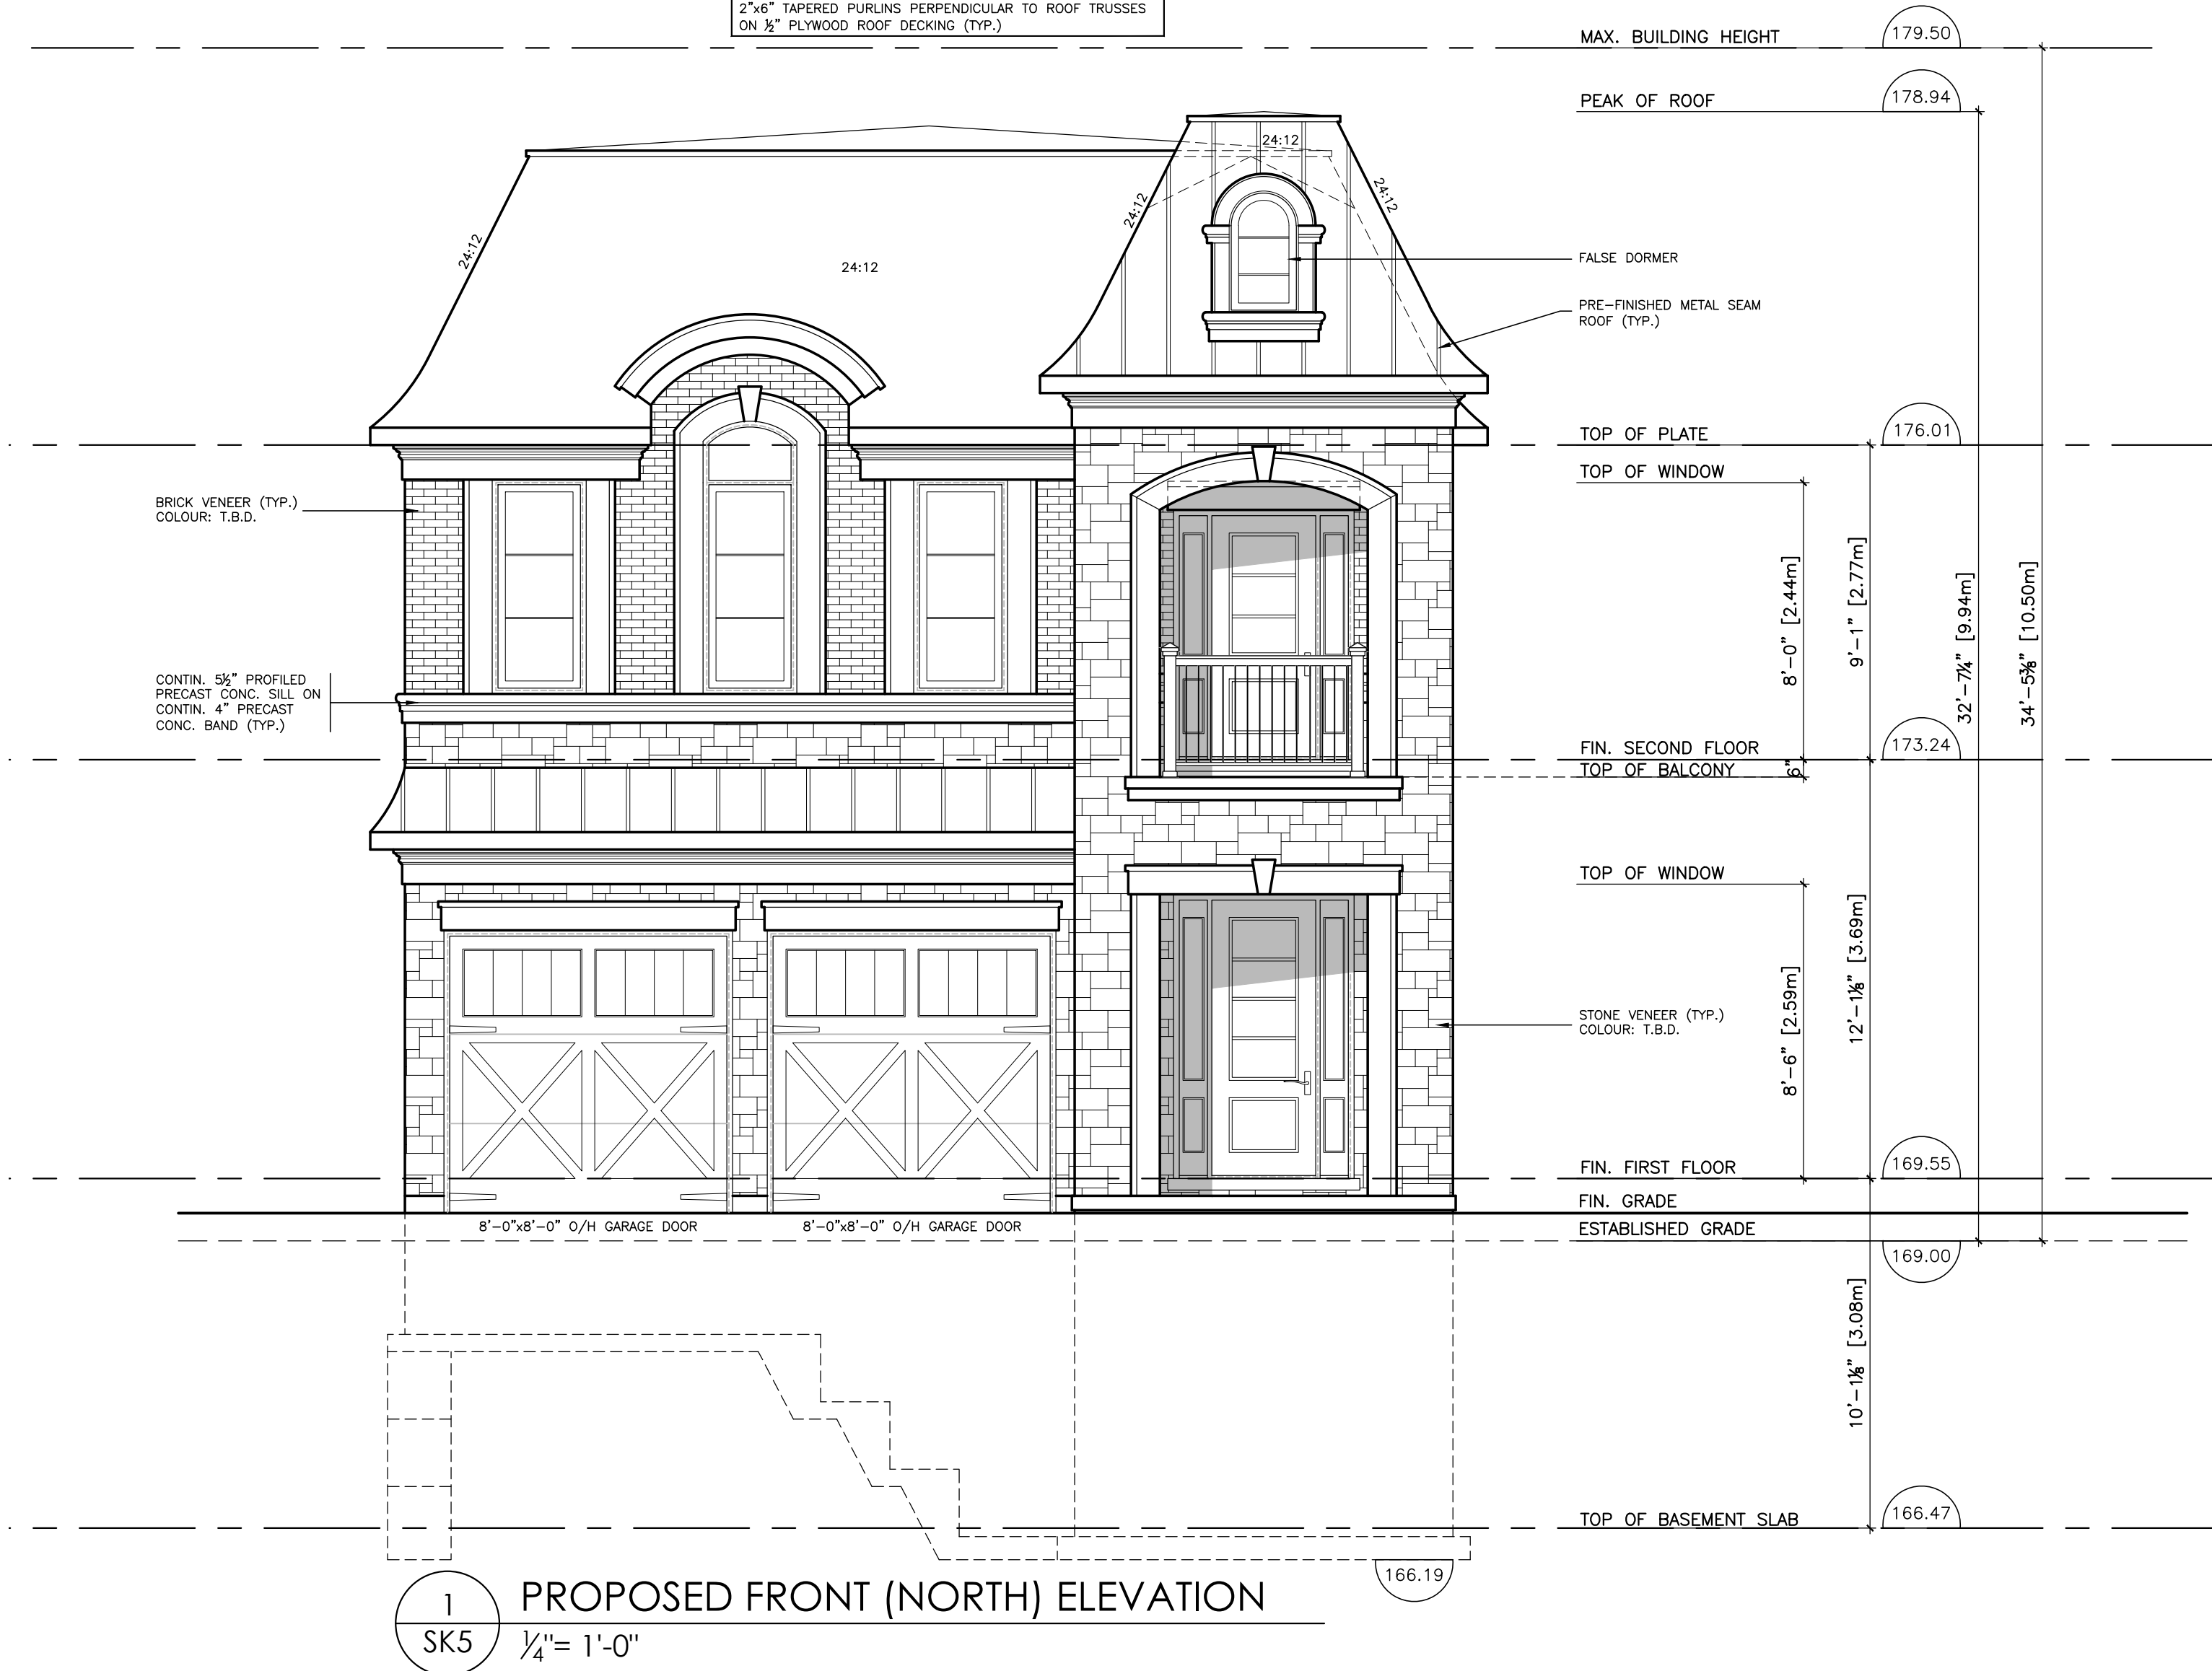 2"x6" TAPERED PURLINS PERPENDICULAR TO ROOF TRUSSES
ON ½" PLYWOOD ROOF DECKING (TYP.)
MAX. BUILDING HEIGHT
179.50
PEAK OF ROOF
178.94
24:12
24:12
24:12
24:12
24:12
FALSE DORMER
PRE-FINISHED METAL SEAM
ROOF (TYP.)
TOP OF PLATE
176.01
TOP OF WINDOW
BRICK VENEER (TYP.)
COLOUR: T.B.D.
8'-0" [2.44m]
9'-1" [2.77m]
32'-7¼" [9.94m]
34'-5⅜" [10.50m]
CONTIN. 5½" PROFILED
PRECAST CONC. SILL ON
CONTIN. 4" PRECAST
CONC. BAND (TYP.)
FIN. SECOND FLOOR
173.24
TOP OF BALCONY
6"
TOP OF WINDOW
8'-6" [2.59m]
12'-1⅛" [3.69m]
STONE VENEER (TYP.)
COLOUR: T.B.D.
FIN. FIRST FLOOR
169.55
FIN. GRADE
8'-0"x8'-0" O/H GARAGE DOOR
8'-0"x8'-0" O/H GARAGE DOOR
ESTABLISHED GRADE
169.00
10'-1⅛" [3.08m]
TOP OF BASEMENT SLAB
166.47
166.19
1
SK5
PROPOSED FRONT (NORTH) ELEVATION
¼"= 1'-0"